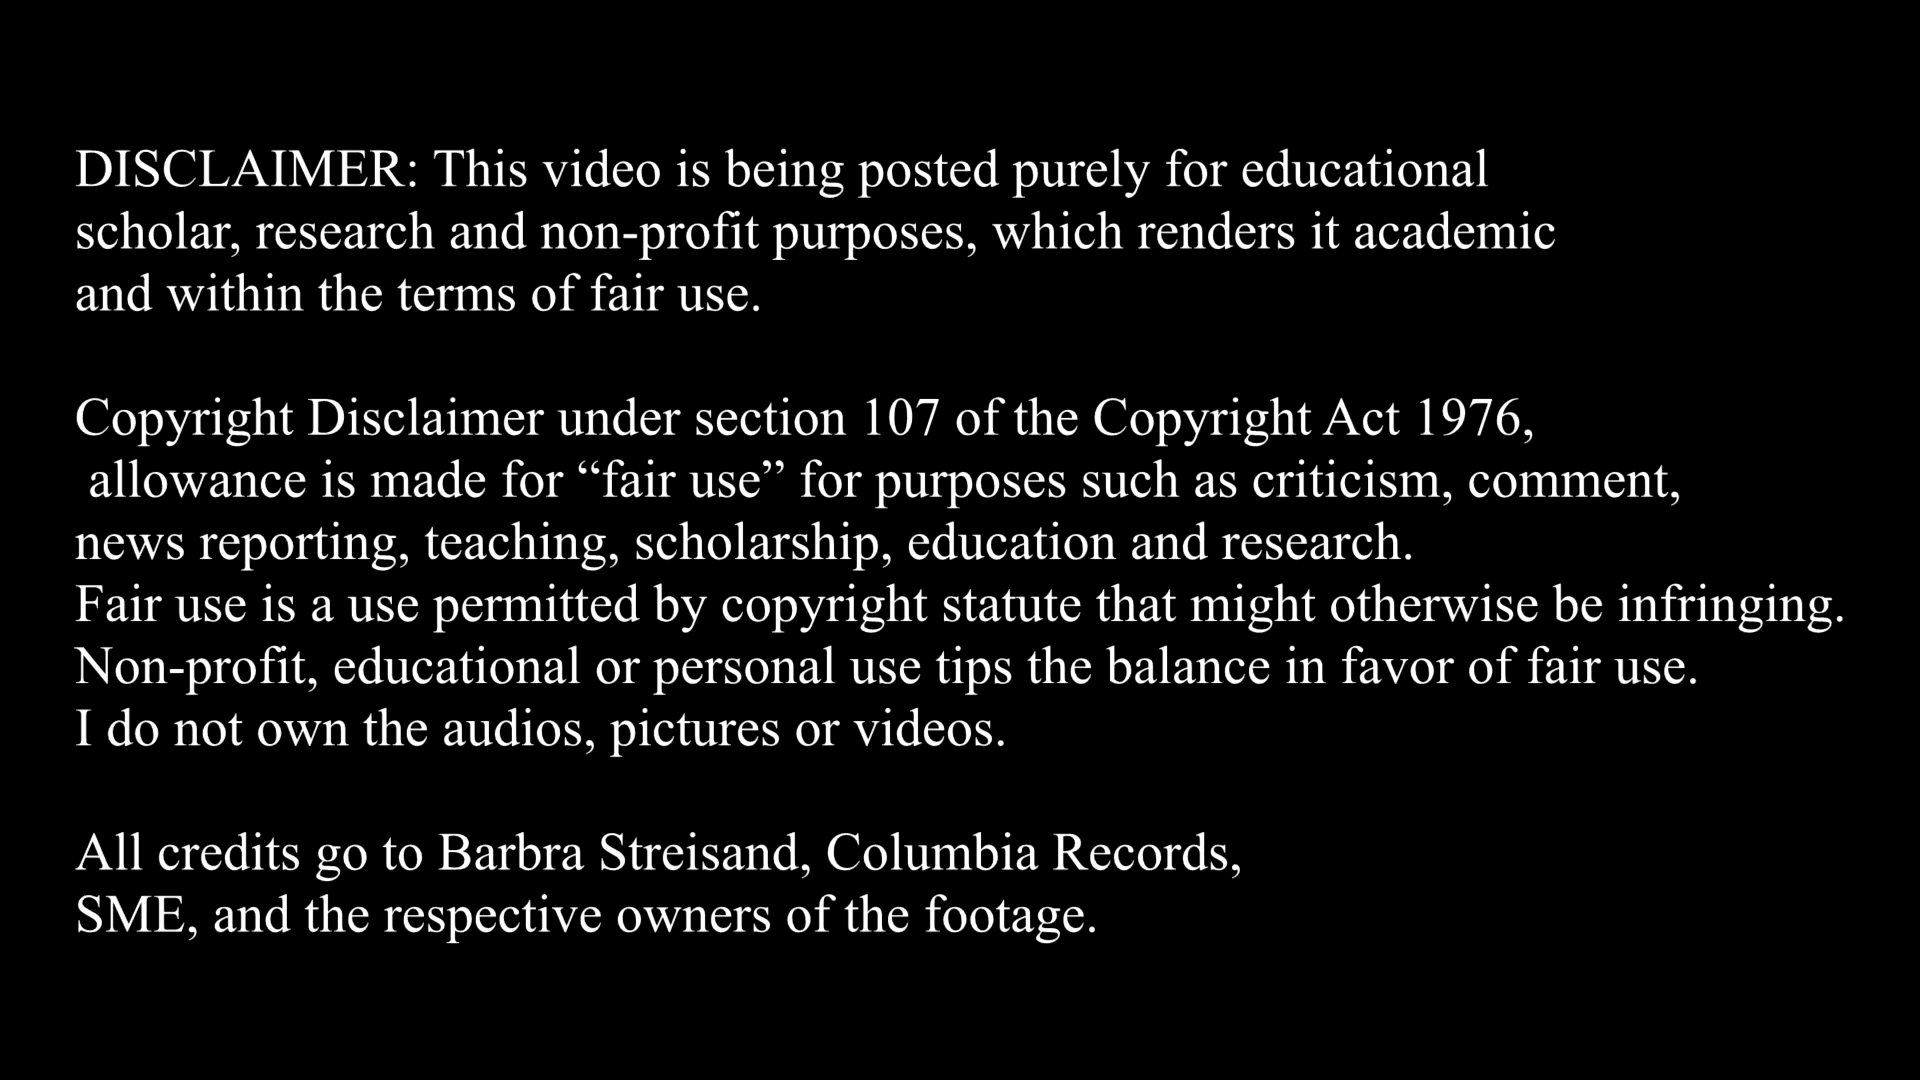 DISCLAIMER: This video is being posted purely for educational
scholar, research and non-profit purposes, which renders it academic
and within the terms of fair use.
Copyright Disclaimer under section 107 of the Copyright Act 1976,
allowance is made for “fair use” for purposes such as criticism, comment,
news reporting, teaching, scholarship, education and research.
Fair use is a use permitted by copyright statute that might otherwise be infringing.
Non-profit, educational or personal use tips the balance in favor of fair use.
I do not own the audios, pictures or videos.
All credits go to Barbra Streisand, Columbia Records,
SME, and the respective owners of the footage.